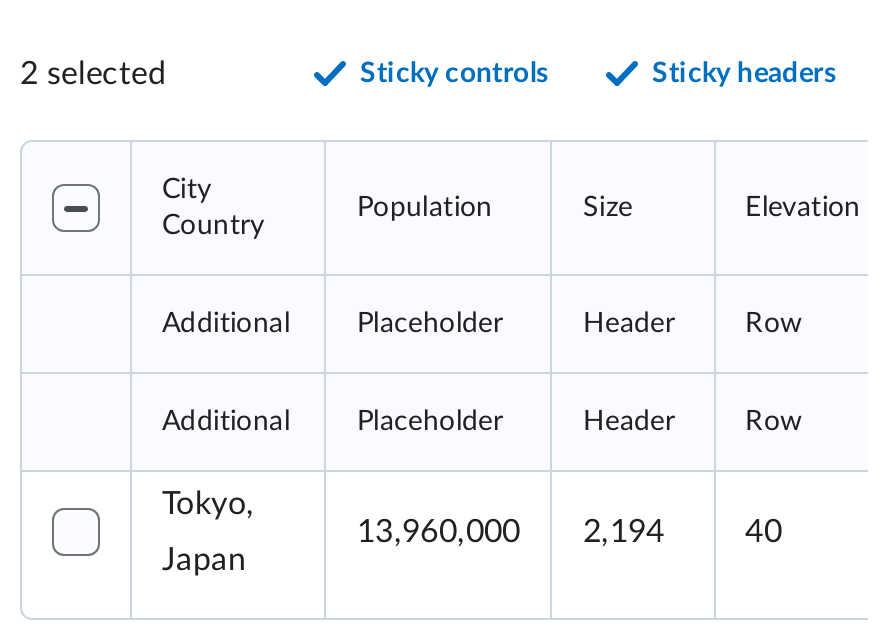 2 selected
Sticky controls
Sticky headers
City
Country
Population
Size
Elevation
Additional
Placeholder
Header
Row
Additional
Placeholder
Header
Row
Tokyo,
Japan
13,960,000
2,194
40